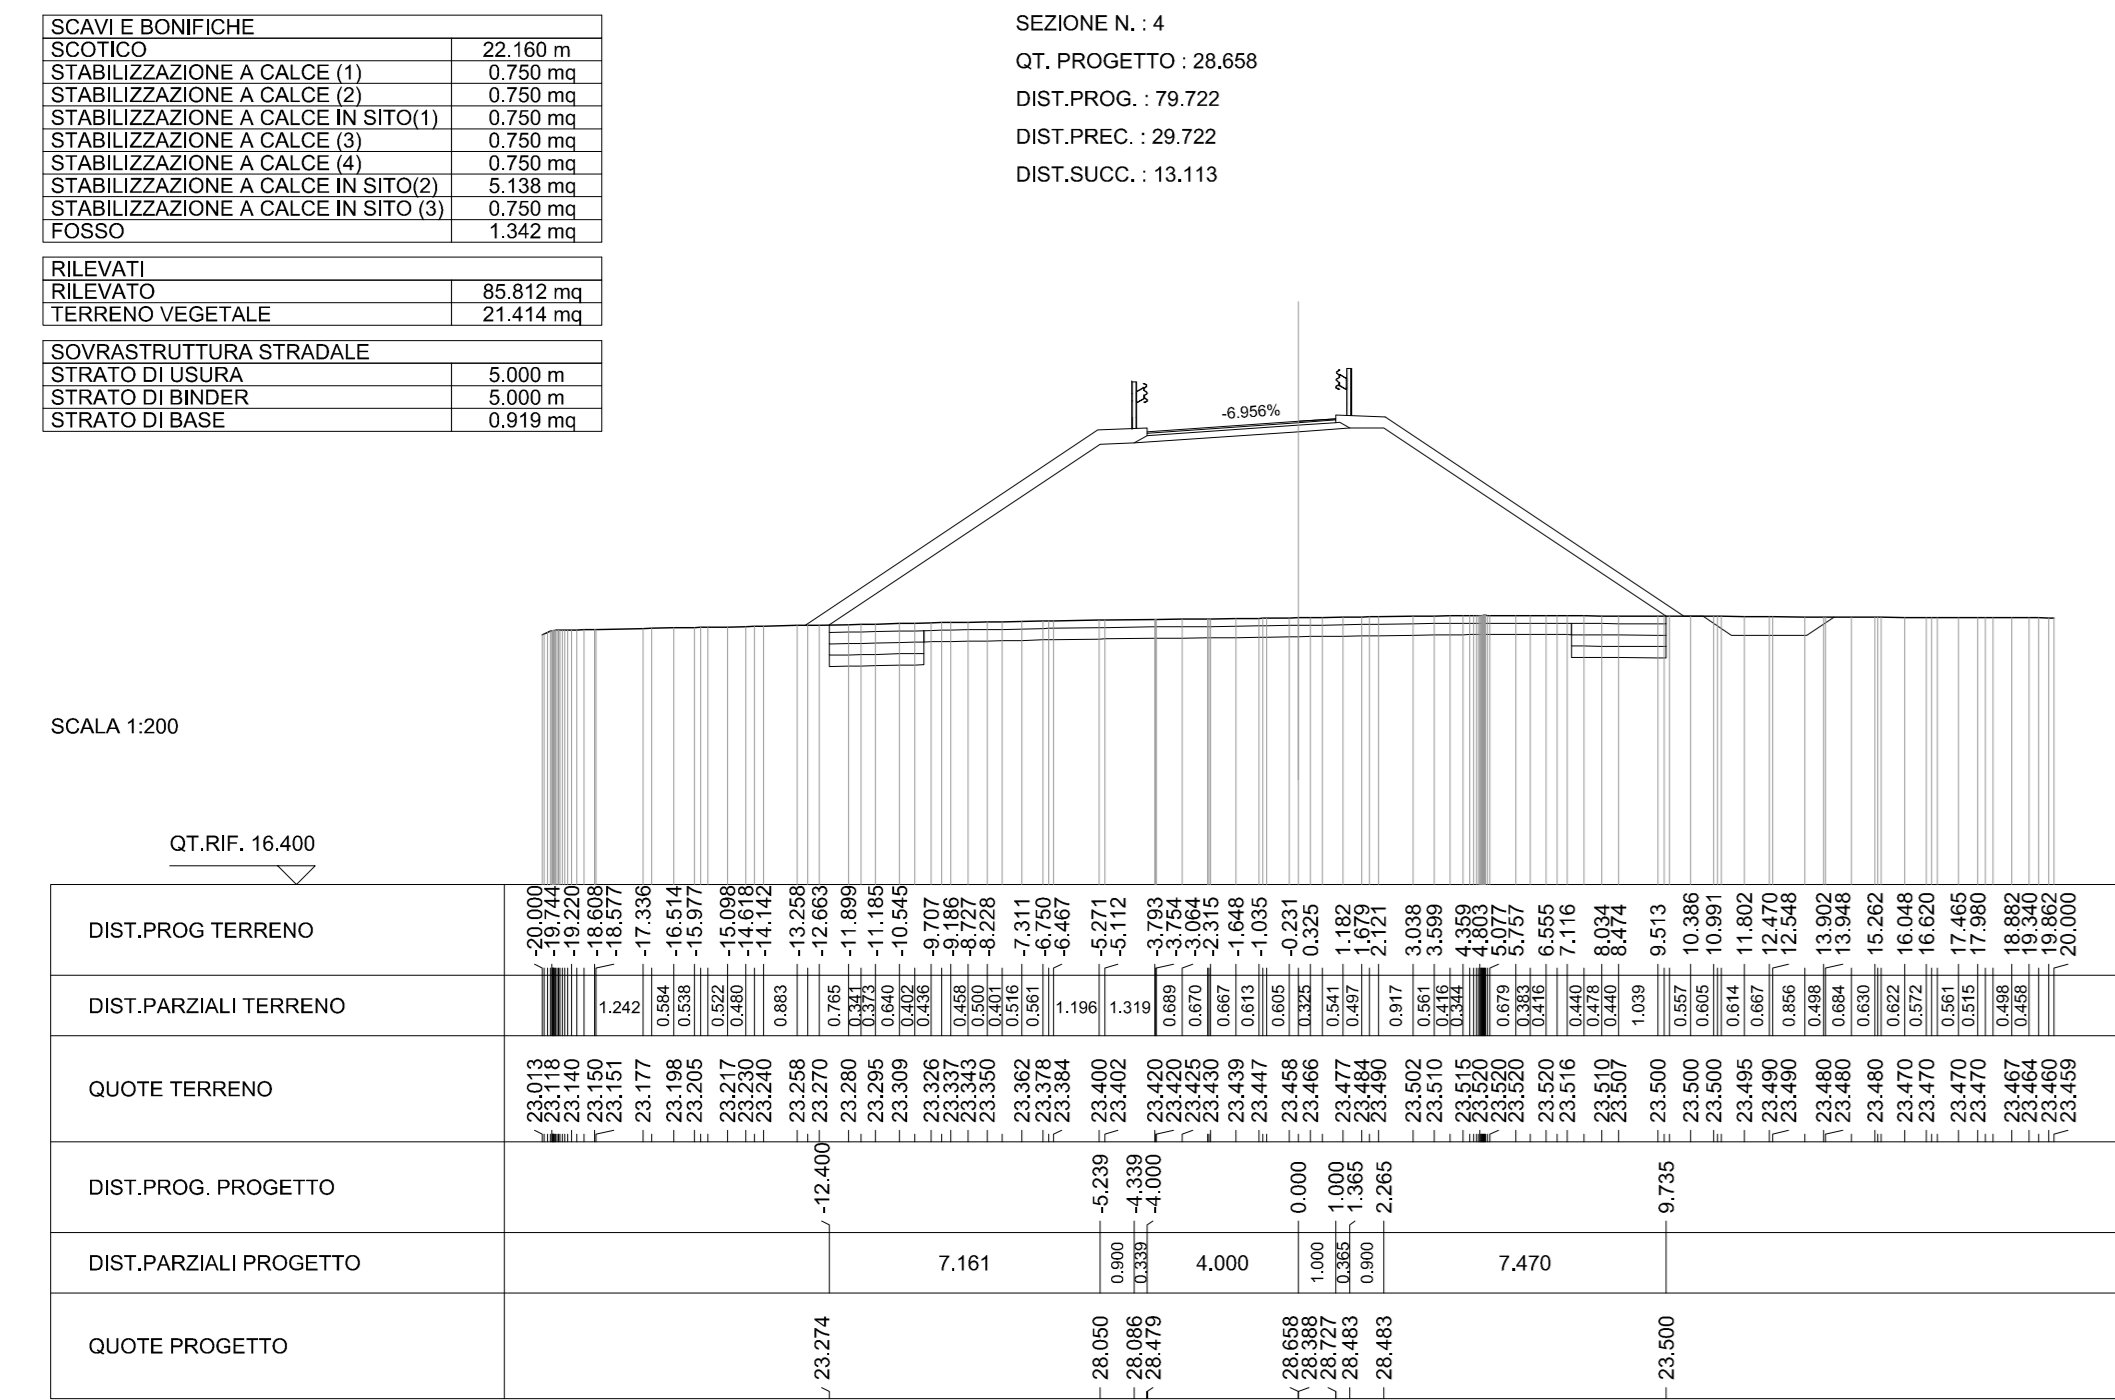 SCAVI E BONIFICHE
SCOTICO 22.160 m
STABILIZZAZIONE A CALCE (1) 0.750 mq
STABILIZZAZIONE A CALCE (2) 0.750 mq
STABILIZZAZIONE A CALCE IN SITO(1) 0.750 mq
STABILIZZAZIONE A CALCE (3) 0.750 mq
STABILIZZAZIONE A CALCE (4) 0.750 mq
STABILIZZAZIONE A CALCE IN SITO(2) 5.138 mq
STABILIZZAZIONE A CALCE IN SITO (3) 0.750 mq
FOSSO 1.342 mq
RILEVATI
RILEVATO 85.812 mq
TERRENO VEGETALE 21.414 mq
SOVRASTRUTTURA STRADALE
STRATO DI USURA 5.000 m
STRATO DI BINDER 5.000 m
STRATO DI BASE 0.919 mq
SEZIONE N. : 4
QT. PROGETTO : 28.658
DIST.PROG. : 79.722
DIST.PREC. : 29.722
DIST.SUCC. : 13.113
-6.956%
SCALA 1:200
QT.RIF. 16.400
DIST.PROG TERRENO -20.000 -19.744 -19.220 -18.608 -18.577 -17.336 -16.514 -15.977 -15.098 -14.618 -14.142 -13.258 -12.663 -11.899 -11.185 -10.545 -9.707 -9.186 -8.727 -8.228 -7.311 -6.750 -6.467 -5.271 -5.112 -3.793 -3.754 -3.064 -2.315 -1.648 -1.035 -0.231 0.325 1.182 1.679 2.121 3.038 3.599 4.359 4.803 5.077 5.757 6.555 7.116 8.034 8.474 9.513 10.386 10.991 11.802 12.470 12.548 13.902 13.948 15.262 16.048 16.620 17.465 17.980 18.882 19.340 19.862 20.000
DIST.PARZIALI TERRENO 1.242 0.584 0.538 0.522 0.480 0.883 0.765 0.341 0.373 0.640 0.402 0.436 0.458 0.500 0.401 0.516 0.561 1.196 1.319 0.689 0.670 0.667 0.613 0.605 0.325 0.541 0.497 0.917 0.561 0.416 0.344 0.679 0.383 0.416 0.440 0.478 0.440 1.039 0.557 0.605 0.614 0.667 0.856 0.498 0.684 0.630 0.622 0.572 0.561 0.515 0.498 0.458
QUOTE TERRENO 23.013 23.118 23.140 23.150 23.151 23.177 23.198 23.205 23.217 23.230 23.240 23.258 23.270 23.280 23.295 23.309 23.326 23.337 23.343 23.350 23.362 23.378 23.384 23.400 23.402 23.420 23.420 23.425 23.430 23.439 23.447 23.458 23.466 23.477 23.484 23.490 23.502 23.510 23.515 23.520 23.520 23.520 23.520 23.516 23.510 23.507 23.500 23.500 23.500 23.495 23.490 23.490 23.480 23.480 23.480 23.470 23.470 23.470 23.470 23.467 23.464 23.460 23.459
DIST.PROG. PROGETTO -12.400 -5.239 -4.339 -4.000 0.000 1.000 1.365 2.265 9.735
DIST.PARZIALI PROGETTO 7.161 0.900 0.339 4.000 1.000 0.365 0.900 7.470
QUOTE PROGETTO 23.274 28.050 28.086 28.479 28.658 28.388 28.727 28.483 28.483 23.500